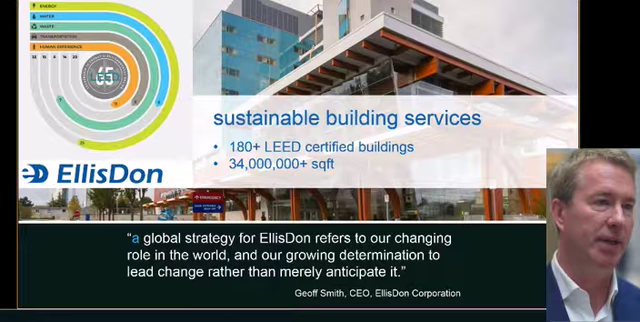 ENERGY
WATER
WASTE
TRANSPORTATION
HUMAN EXPERIENCE
LEED
65
EllisDon
sustainable building services
• 180+ LEED certified buildings
• 34,000,000+ sqft
EMERGENCY
“a global strategy for EllisDon refers to our changing
role in the world, and our growing determination to
lead change rather than merely anticipate it.”
Geoff Smith, CEO, EllisDon Corporation